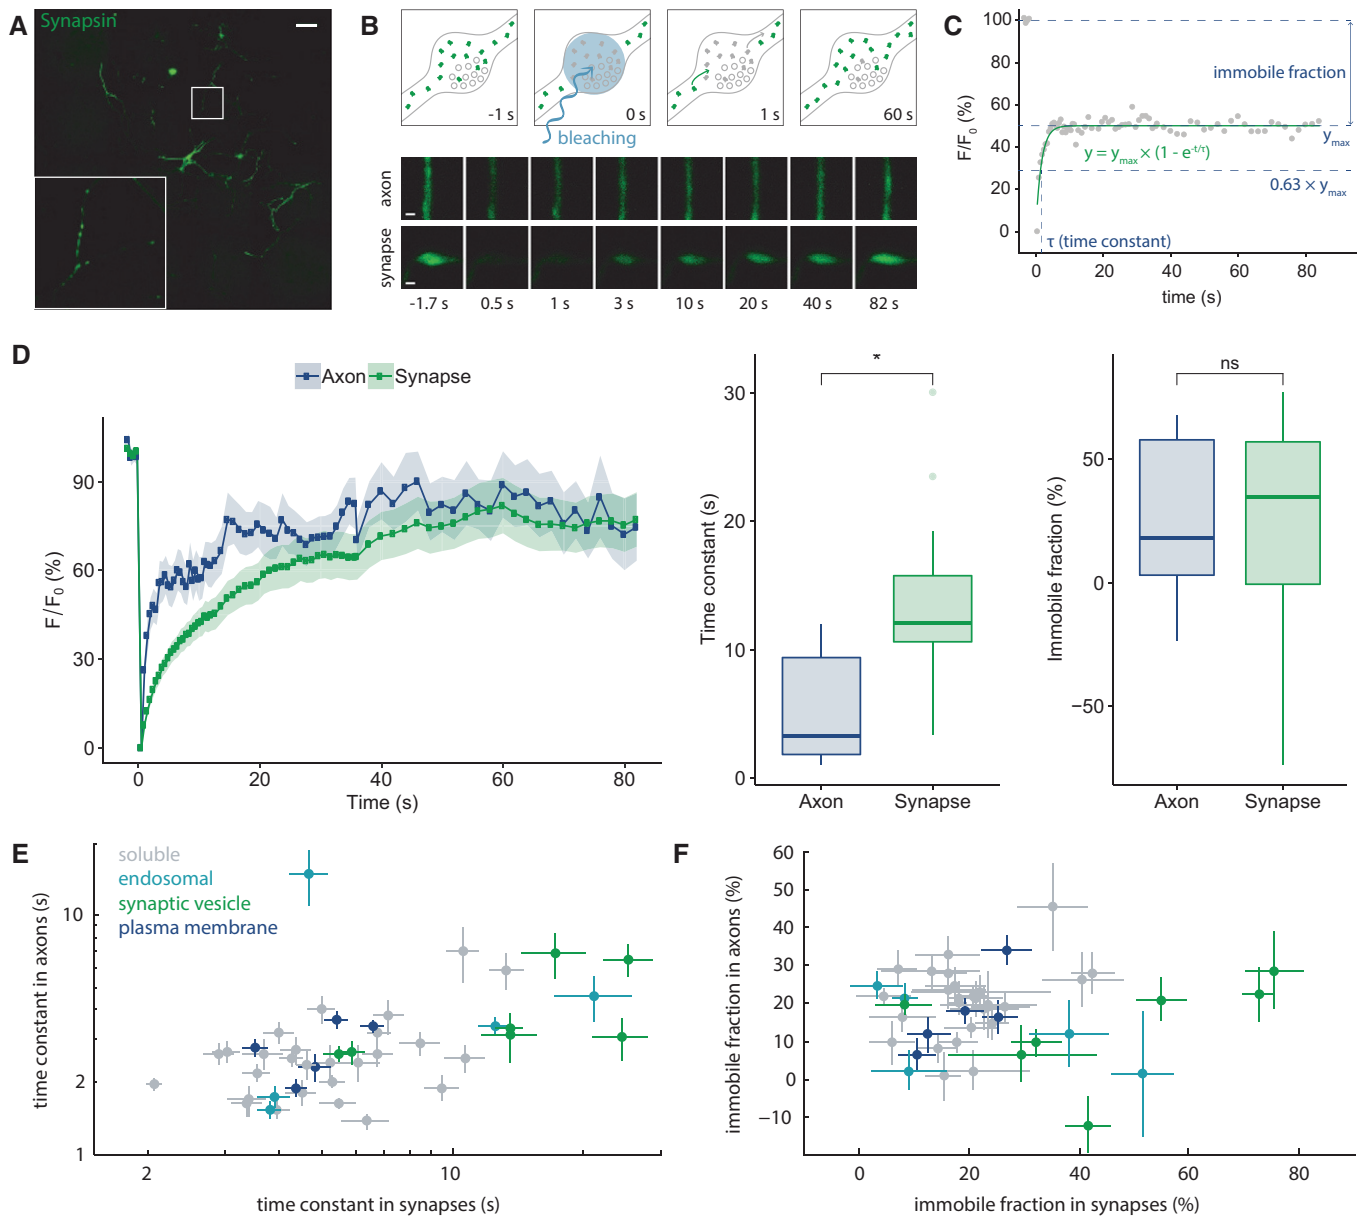 A
Synapsin
B
-1 s
0 s
1 s
60 s
bleaching
axon
synapse
-1.7 s
0.5 s
1 s
3 s
10 s
20 s
40 s
82 s
C
100
80
60
40
20
0
F/F0 (%)
immobile fraction
ymax
y = ymax × (1 - e-t/τ)
0.63 × ymax
τ (time constant)
0
20
40
60
80
time (s)
D
Axon
Synapse
90
60
30
0
F/F0 (%)
0
20
40
60
80
Time (s)
*
30
20
10
0
Time constant (s)
Axon
Synapse
ns
50
0
−50
Immobile fraction (%)
Axon
Synapse
E
soluble
endosomal
synaptic vesicle
plasma membrane
10
2
1
time constant in axons (s)
2
10
time constant in synapses (s)
F
60
50
40
30
20
10
0
−10
immobile fraction in axons (%)
0
20
40
60
80
immobile fraction in synapses (%)